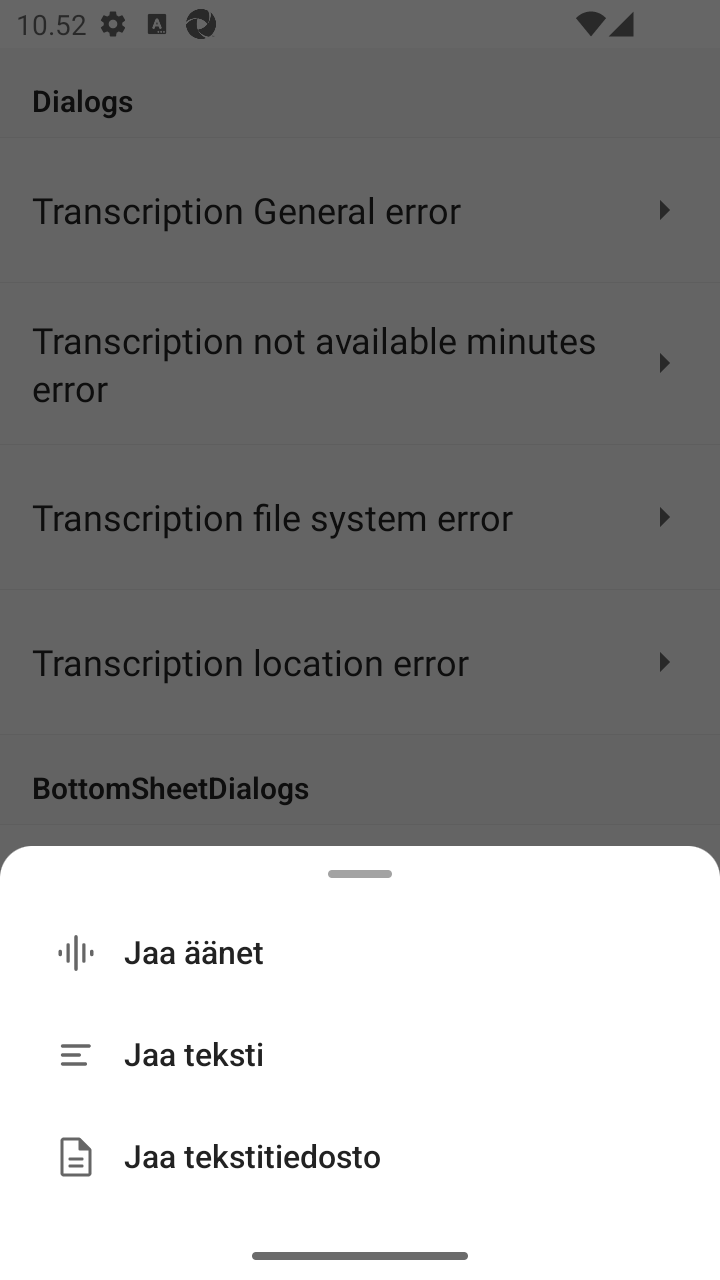 10.52
Dialogs
Transcription General error
Transcription not available minutes
error
Transcription file system error
Transcription location error
BottomSheetDialogs
Jaa äänet
Jaa teksti
Jaa tekstitiedosto